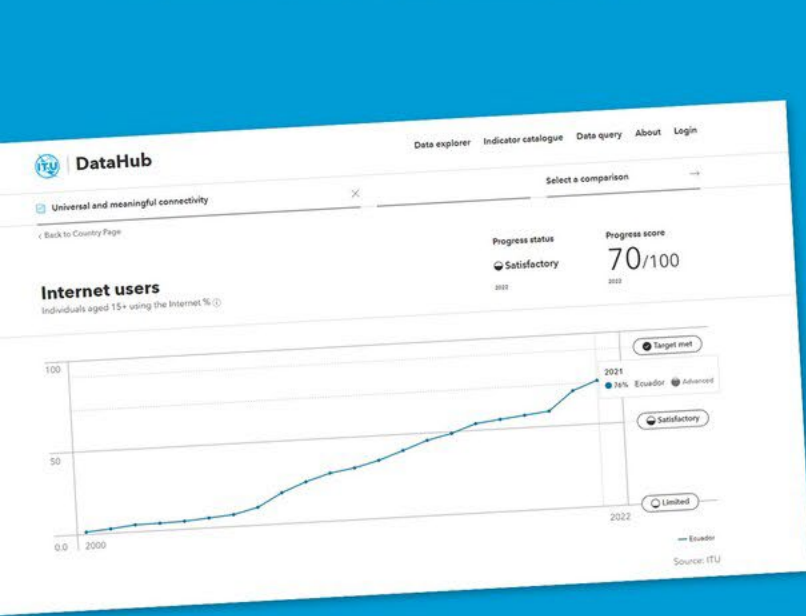 ITU DataHub
Data explorer Indicator catalogue Data query About Login
Universal and meaningful connectivity
Select a comparison
‹ Back to Country Page
Progress status
Progress score
Satisfactory
70/100
2022
2022
Internet users
Individuals aged 15+ using the Internet %
100
Target met
2021
76% Ecuador Advanced
Satisfactory
50
Limited
0.0
2000
2022
Ecuador
Source: ITU